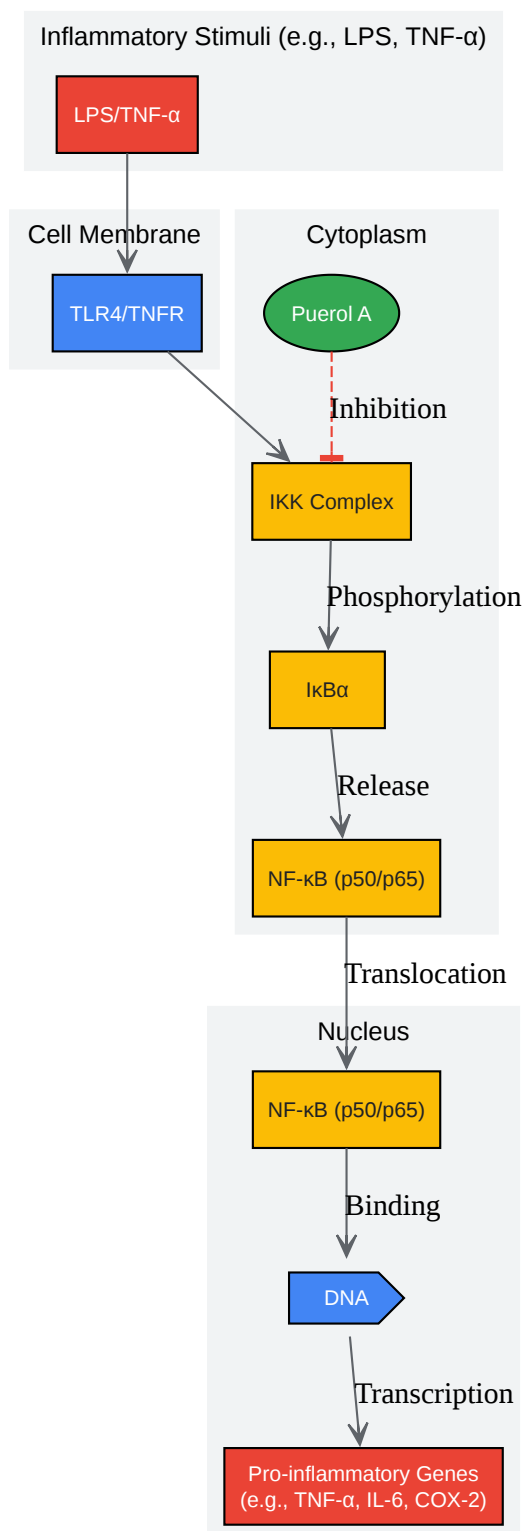 Inflammatory Stimuli (e.g., LPS, TNF-α)
LPS/TNF-α
Cell Membrane
TLR4/TNFR
Cytoplasm
Puerol A
Inhibition
IKK Complex
Phosphorylation
IκBα
Release
NF-κB (p50/p65)
Translocation
Nucleus
NF-κB (p50/p65)
Binding
DNA
Transcription
Pro-inflammatory Genes
(e.g., TNF-α, IL-6, COX-2)